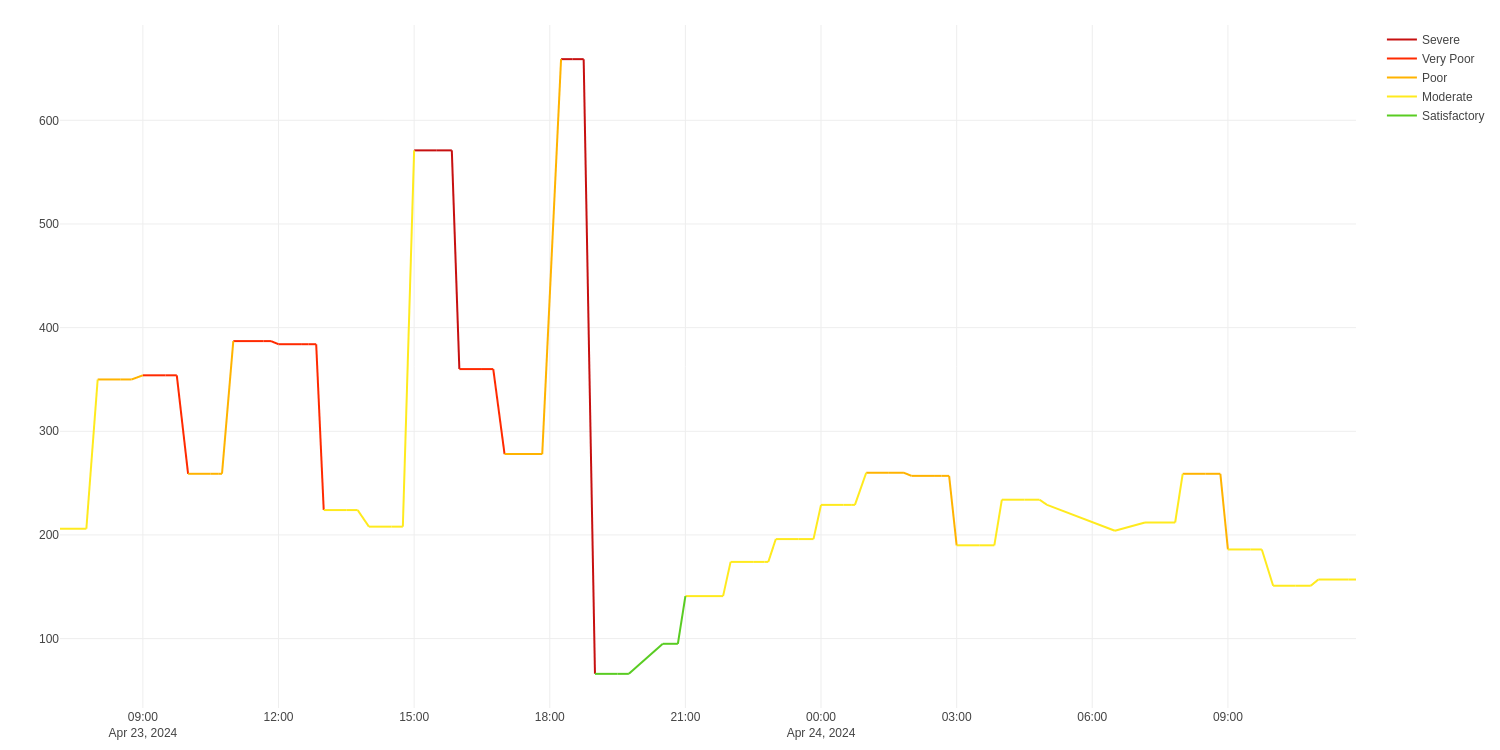 600
500
400
300
200
100
09:00
Apr 23, 2024
12:00
15:00
18:00
21:00
00:00
Apr 24, 2024
03:00
06:00
09:00
Severe
Very Poor
Poor
Moderate
Satisfactory